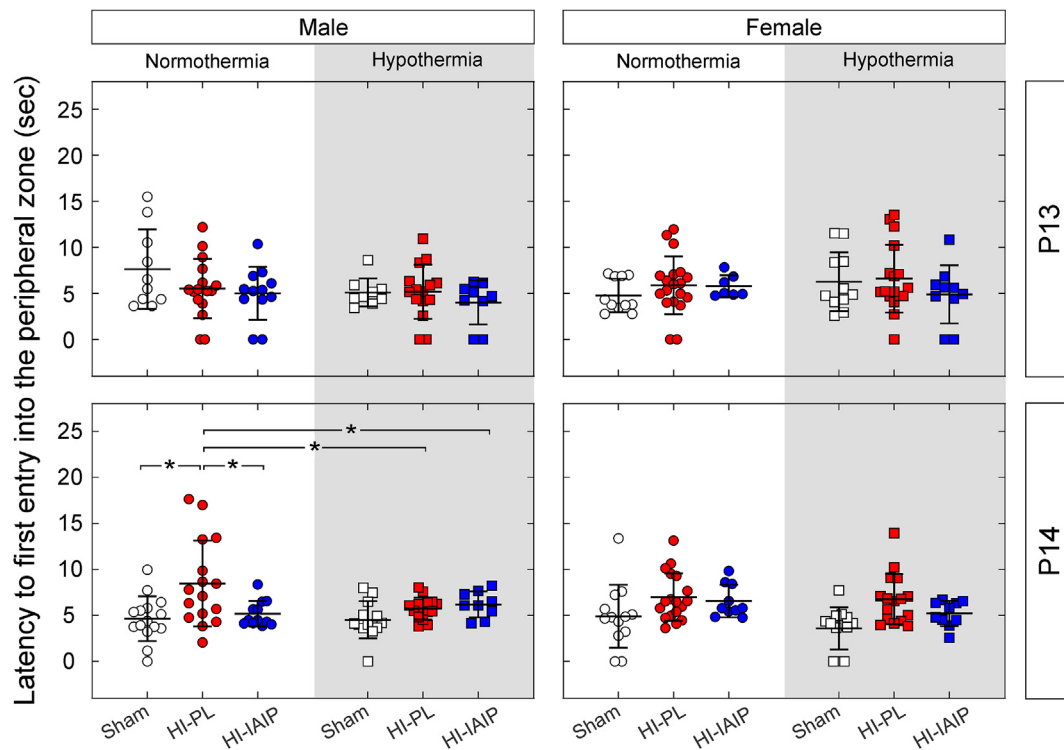 Male
Female
Normothermia
Hypothermia
Normothermia
Hypothermia
Latency to first entry into the peripheral zone (sec)
25
20
15
10
5
0
P13
25
20
15
10
5
0
* * * *
P14
Sham
HI-PL
HI-IAIP
Sham
HI-PL
HI-IAIP
Sham
HI-PL
HI-IAIP
Sham
HI-PL
HI-IAIP